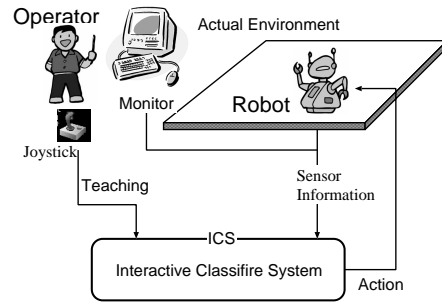 Operator
Actual Environment
Monitor
Robot
Joystick
Teaching
Sensor
Information
ICS
Interactive Classifire System
Action